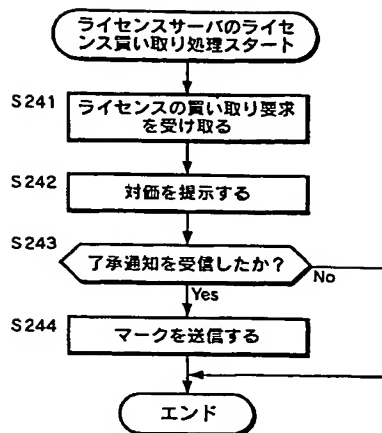 ライセンスサーバのライセ
ンス買い取り処理スタート
S241
ライセンスの買い取り要求
を受け取る
S242
対価を提示する
S243
了承通知を受信したか?
No
Yes
S244
マークを送信する
エンド